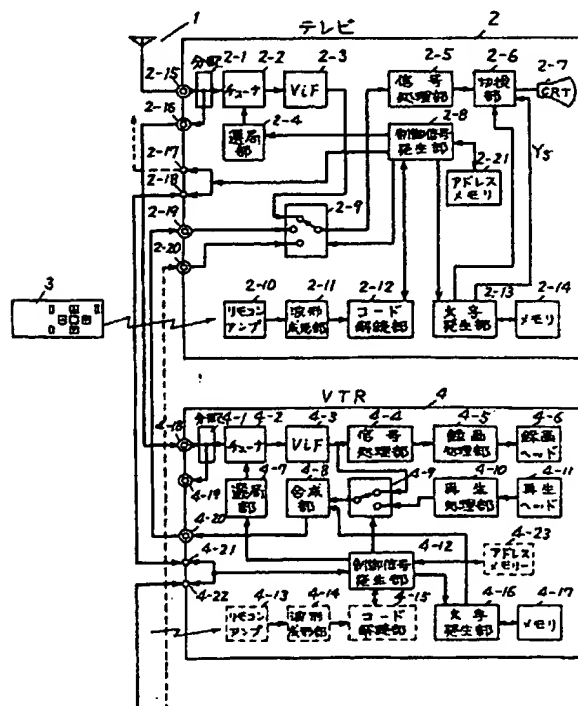 1
テレビ
2
分配
2-1
2-2
2-3
2-5
2-6
2-7
2-15
チューナ
ViF
信号
処理部
切換
部
CRT
2-16
2-4
2-8
選局
部
制御信号
発生部
Ys
2-17
2-21
2-18
アドレス
メモリ
2-9
2-19
2-20
3
2-10
2-11
2-12
2-13
2-14
リモコン
アンプ
波形
成形部
コード
解読部
文字
発生部
メモリ
VTR
4
分配
4-1
4-2
4-3
4-4
4-5
4-6
4-18
チューナ
ViF
信号
処理部
録画
処理部
録画
ヘッド
4-7
4-8
4-9
4-10
4-11
4-19
選局
部
合成
部
再生
処理部
再生
ヘッド
4-20
4-12
4-23
4-21
制御信号
発生部
アドレス
メモリー
4-22
4-13
4-14
4-15
4-16
4-17
リモコン
アンプ
波形
成形部
コード
解読部
文字
発生部
メモリ